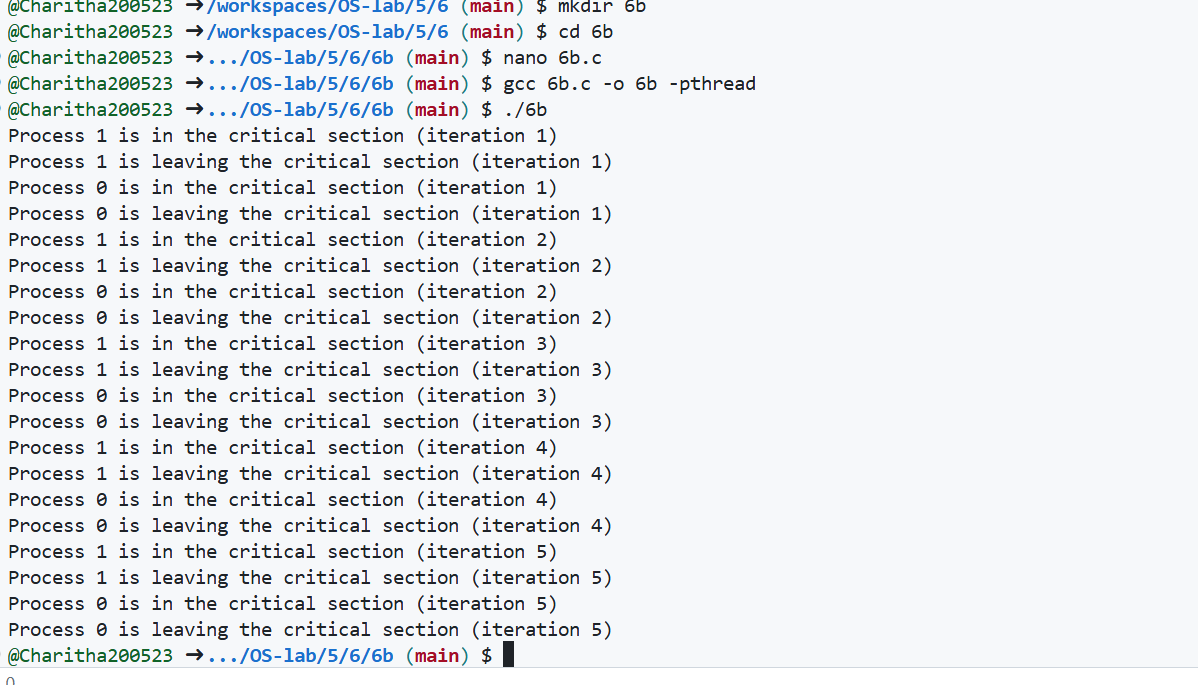 @Charitha200523 ➜/workspaces/OS-lab/5/6 (main) $ mkdir 6b
@Charitha200523 ➜/workspaces/OS-lab/5/6 (main) $ cd 6b
@Charitha200523 ➜.../OS-lab/5/6/6b (main) $ nano 6b.c
@Charitha200523 ➜.../OS-lab/5/6/6b (main) $ gcc 6b.c -o 6b -pthread
@Charitha200523 ➜.../OS-lab/5/6/6b (main) $ ./6b
Process 1 is in the critical section (iteration 1)
Process 1 is leaving the critical section (iteration 1)
Process 0 is in the critical section (iteration 1)
Process 0 is leaving the critical section (iteration 1)
Process 1 is in the critical section (iteration 2)
Process 1 is leaving the critical section (iteration 2)
Process 0 is in the critical section (iteration 2)
Process 0 is leaving the critical section (iteration 2)
Process 1 is in the critical section (iteration 3)
Process 1 is leaving the critical section (iteration 3)
Process 0 is in the critical section (iteration 3)
Process 0 is leaving the critical section (iteration 3)
Process 1 is in the critical section (iteration 4)
Process 1 is leaving the critical section (iteration 4)
Process 0 is in the critical section (iteration 4)
Process 0 is leaving the critical section (iteration 4)
Process 1 is in the critical section (iteration 5)
Process 1 is leaving the critical section (iteration 5)
Process 0 is in the critical section (iteration 5)
Process 0 is leaving the critical section (iteration 5)
@Charitha200523 ➜.../OS-lab/5/6/6b (main) $